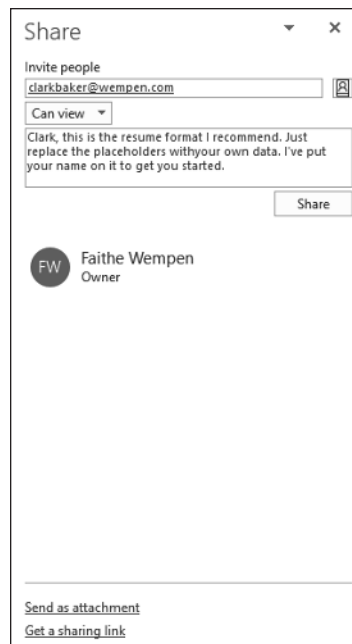 Share
Invite people
clarkbaker@wempen.com
Can view
Clark, this is the resume format I recommend. Just
replace the placeholders withyour own data. I've put
your name on it to get you started.
Share
FW
Faithe Wempen
Owner
Send as attachment
Get a sharing link